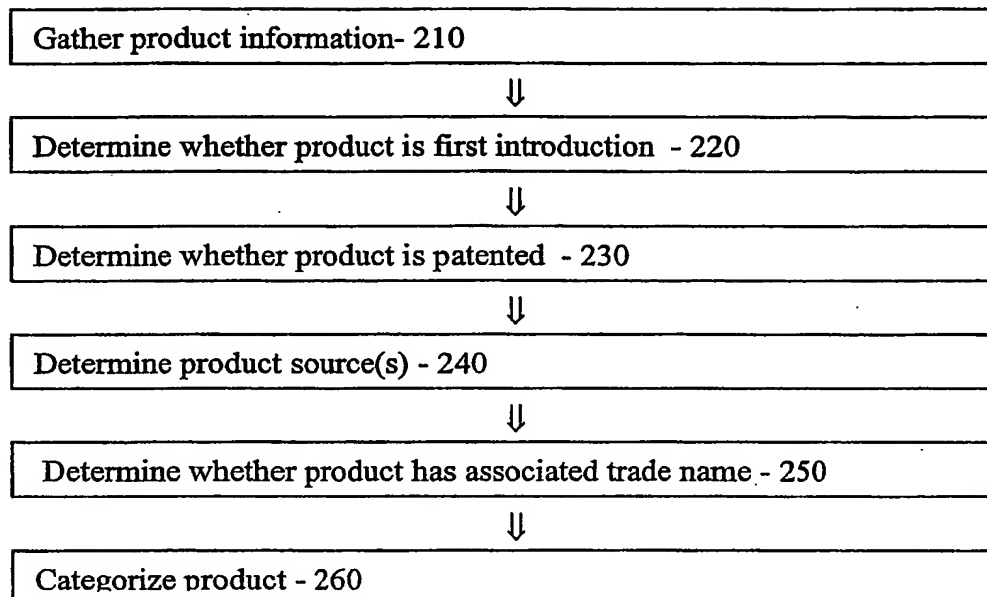 Gather product information- 210
⇓
Determine whether product is first introduction - 220
⇓
Determine whether product is patented - 230
⇓
Determine product source(s) - 240
⇓
Determine whether product has associated trade name - 250
⇓
Categorize product - 260